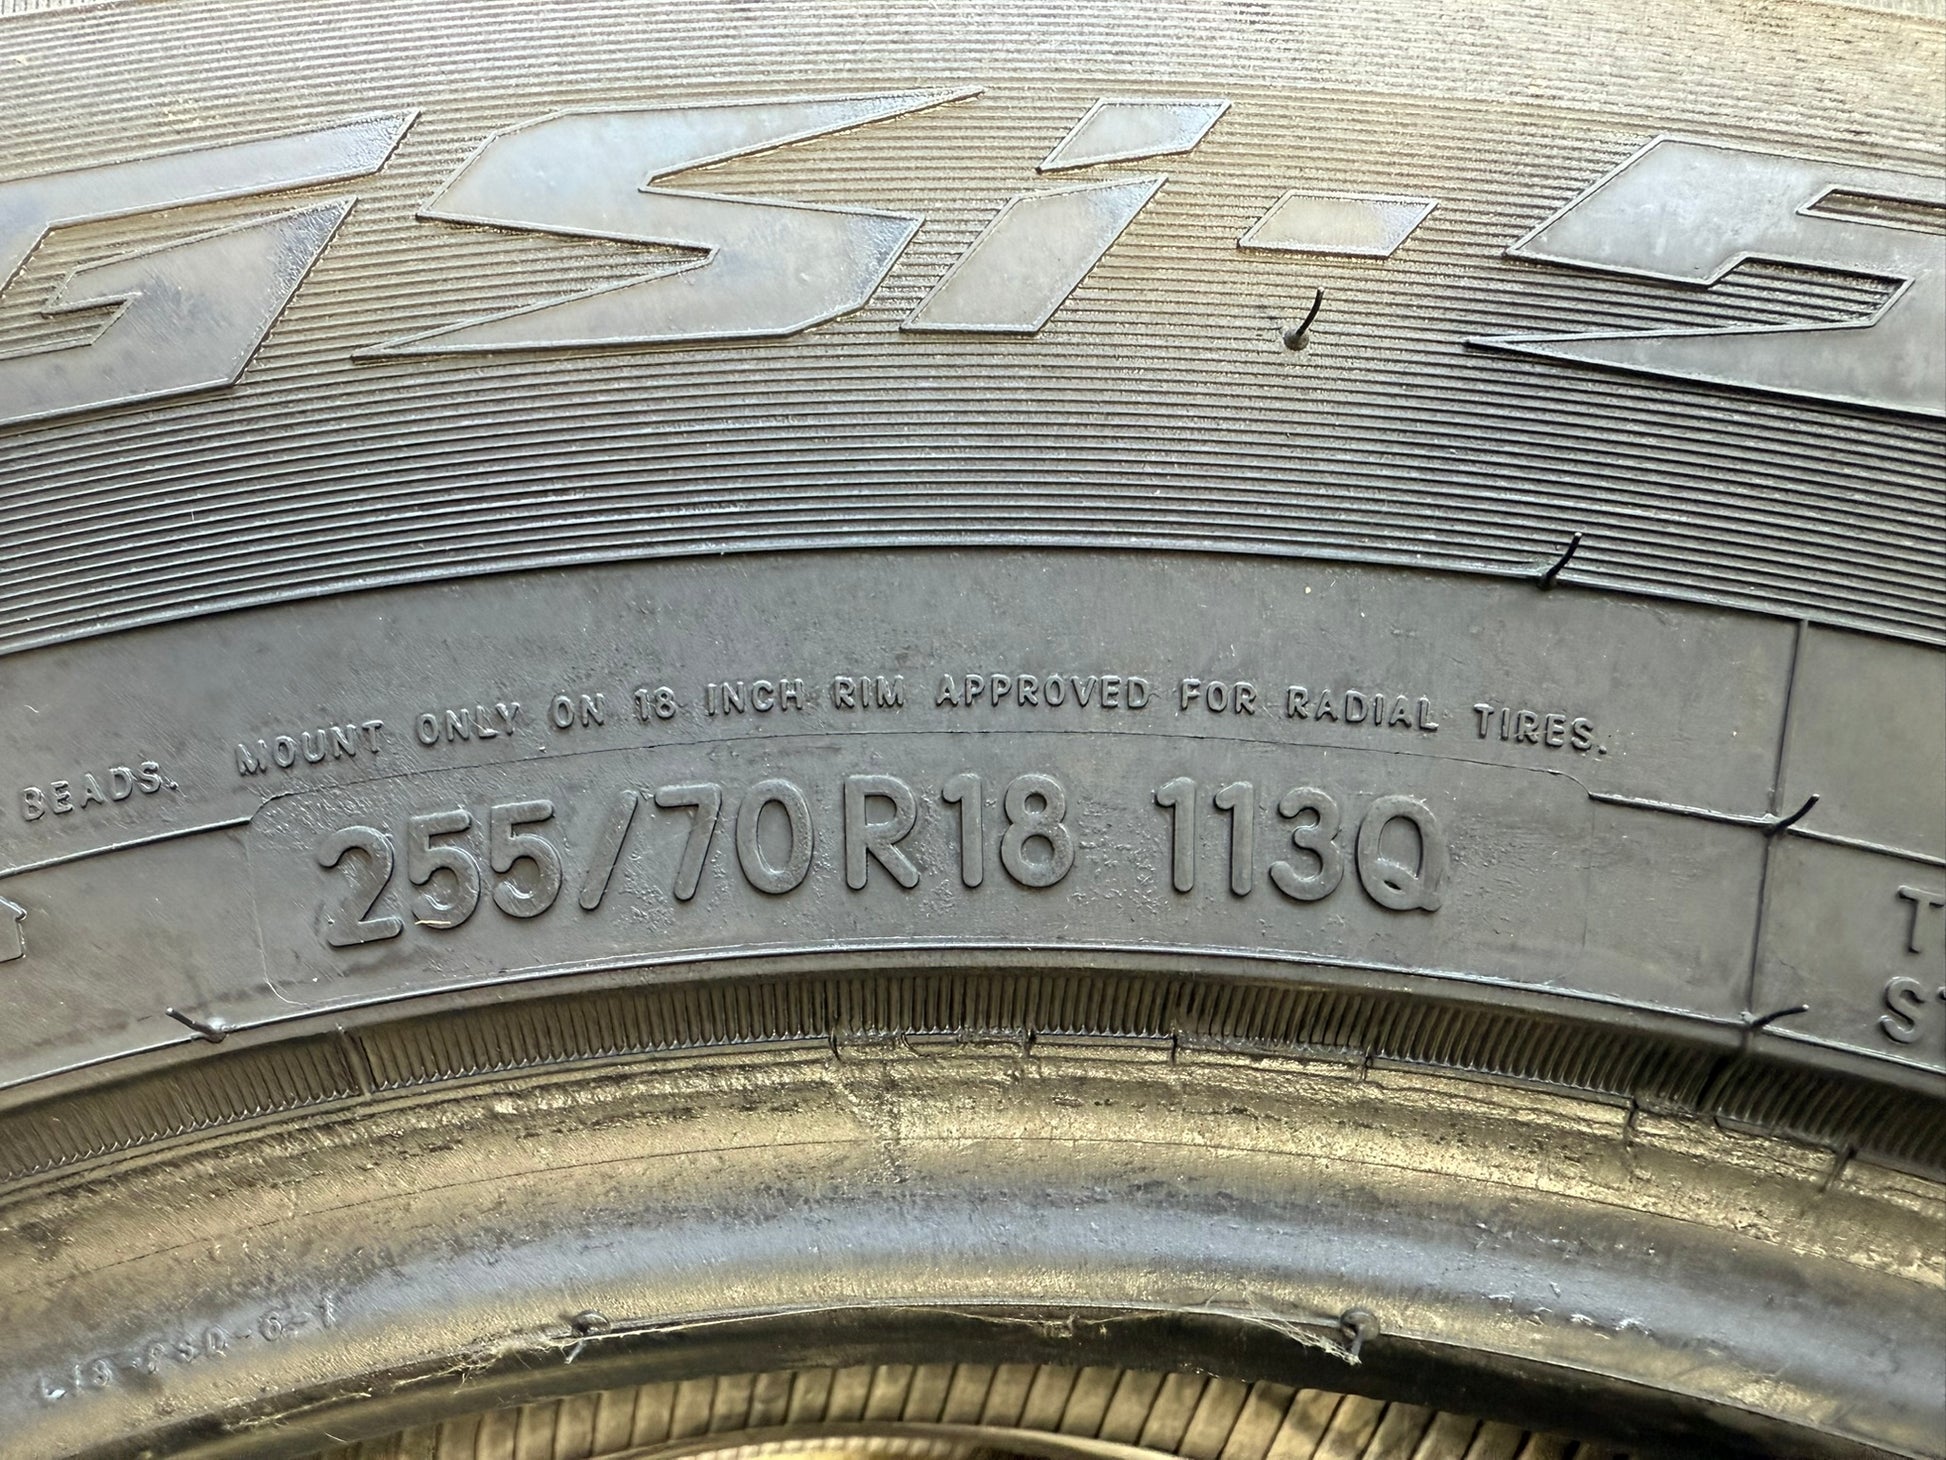 GSi-5
BEADS. MOUNT ONLY ON 18 INCH RIM APPROVED FOR RADIAL TIRES.
255/70R18 113Q